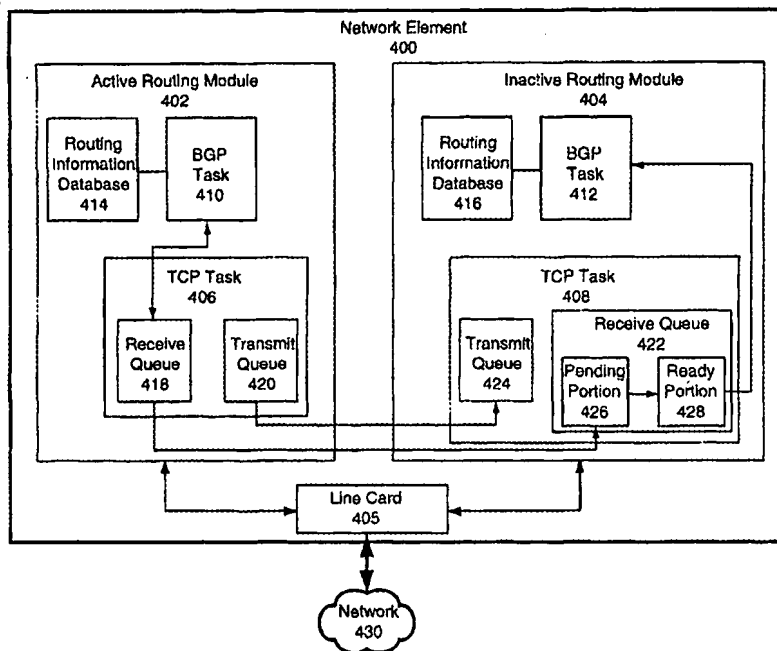 Network Element
400
Active Routing Module
402
Routing
Information
Database
414
BGP
Task
410
TCP Task
406
Receive
Queue
418
Transmit
Queue
420
Inactive Routing Module
404
Routing
Information
Database
416
BGP
Task
412
TCP Task
408
Transmit
Queue
424
Receive Queue
422
Pending
Portion
426
Ready
Portion
428
Line Card
405
Network
430